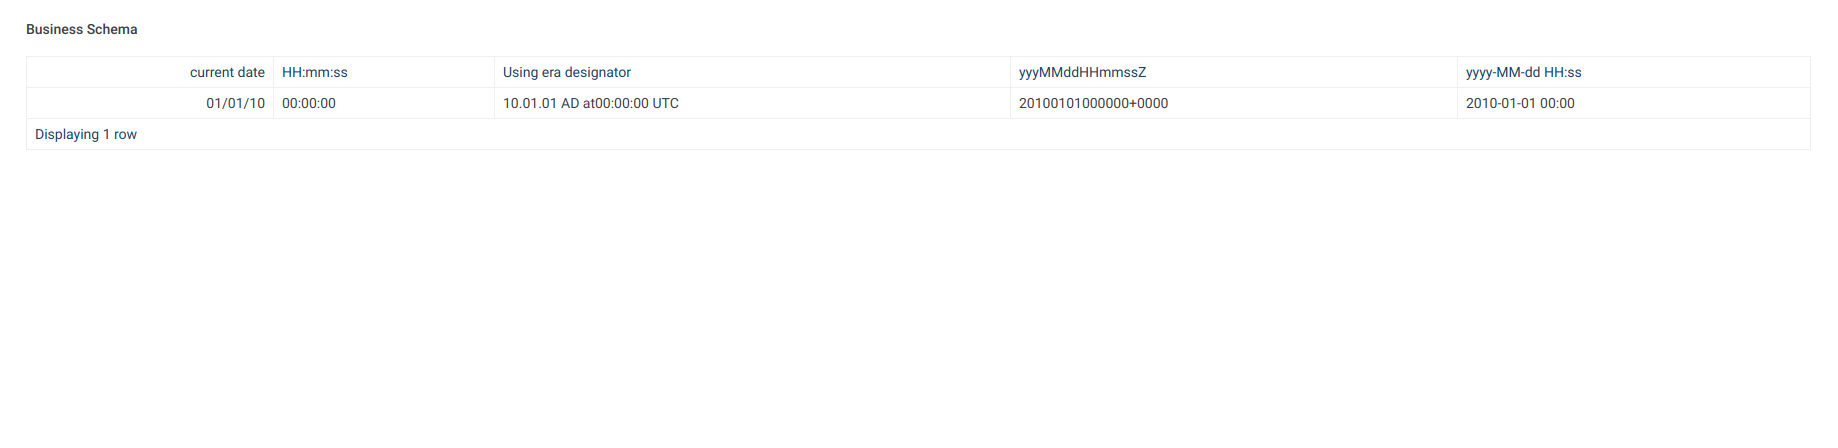 Business Schema
current date HH:mm:ss Using era designator yyyMMddHHmmssZ yyyy-MM-dd HH:ss
01/01/10 00:00:00 10.01.01 AD at00:00:00 UTC 20100101000000+0000 2010-01-01 00:00
Displaying 1 row